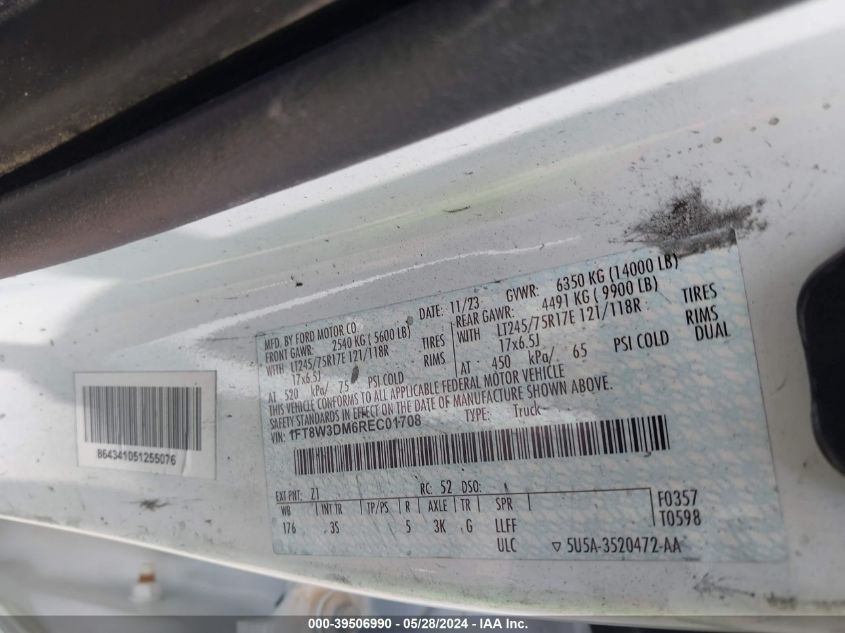 MFD. BY FORD MOTOR CO.
DATE: 11/23 GVWR: 6350 KG (14000 LB)
FRONT GAWR: 2540 KG ( 5600 LB)
REAR GAWR: 4491 KG ( 9900 LB)
WITH LT245/75R17E 121/118R TIRES
WITH LT245/75R17E 121/118R TIRES
17x6.5J RIMS
17x6.5J RIMS
AT 520 kPa/ 75 PSI COLD
AT 450 kPa/ 65 PSI COLD DUAL
THIS VEHICLE CONFORMS TO ALL APPLICABLE FEDERAL MOTOR VEHICLE
SAFETY STANDARDS IN EFFECT ON THE DATE OF MANUFACTURE SHOWN ABOVE.
VIN: 1FT8W3DM6REC01708 TYPE: Truck
864341051255076
EXT PNT: Z1 RC: 52 DSO:
WB INT TR TP/PS R AXLE TR SPR
176 3S 5 3K G LLFF
ULC
F0357
T0598
5U5A-3520472-AA
000-39506990 - 05/28/2024 - IAA Inc.